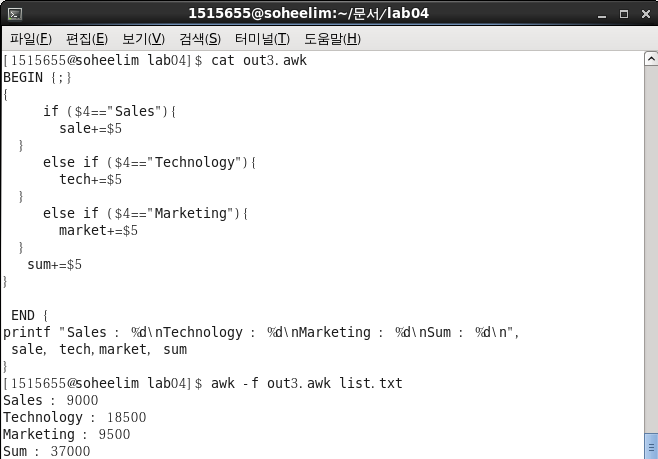 1515655@soheelim:~/문서/lab04
파일(F) 편집(E) 보기(V) 검색(S) 터미널(T) 도움말(H)
[1515655@soheelim lab04]$ cat out3.awk
BEGIN {;}
{
     if ($4=="Sales"){
       sale+=$5
  }
     else if ($4=="Technology"){
       tech+=$5
  }
     else if ($4=="Marketing"){
       market+=$5
  }
   sum+=$5
}

 END {
printf "Sales : %d\nTechnology : %d\nMarketing : %d\nSum : %d\n",
 sale, tech,market, sum
}
[1515655@soheelim lab04]$ awk -f out3.awk list.txt
Sales : 9000
Technology : 18500
Marketing : 9500
Sum : 37000